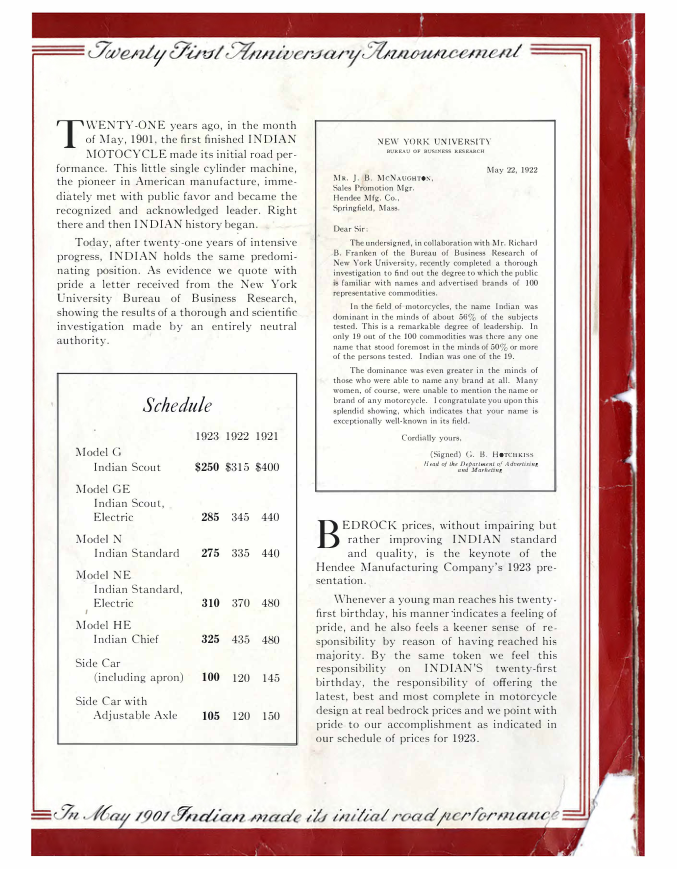 Twenty First Anniversary Announcement
TWENTY-ONE years ago, in the month
of May, 1901, the first finished INDIAN
MOTOCYCLE made its initial road per-
formance. This little single cylinder machine,
the pioneer in American manufacture, imme-
diately met with public favor and became the
recognized and acknowledged leader. Right
there and then INDIAN history began.
Today, after twenty-one years of intensive
progress, INDIAN holds the same predomi-
nating position. As evidence we quote with
pride a letter received from the New York
University Bureau of Business Research,
showing the results of a thorough and scientific
investigation made by an entirely neutral
authority.
Schedule
1923 1922 1921
Model G
Indian Scout $250 $315 $400
Model GE
Indian Scout,
Electric 285 345 440
Model N
Indian Standard 275 335 440
Model NE
Indian Standard,
Electric 310 370 480
Model HE
Indian Chief 325 435 480
Side Car
(including apron) 100 120 145
Side Car with
Adjustable Axle 105 120 150
NEW YORK UNIVERSITY
BUREAU OF BUSINESS RESEARCH
May 22, 1922
MR. J. B. MCNAUGHTON,
Sales Promotion Mgr.
Hendee Mfg. Co.,
Springfield, Mass.
Dear Sir:
The undersigned, in collaboration with Mr. Richard
B. Franken of the Bureau of Business Research of
New York University, recently completed a thorough
investigation to find out the degree to which the public
is familiar with names and advertised brands of 100
representative commodities.
In the field of motorcycles, the name Indian was
dominant in the minds of about 56% of the subjects
tested. This is a remarkable degree of leadership. In
only 19 out of the 100 commodities was there any one
name that stood foremost in the minds of 50% or more
of the persons tested. Indian was one of the 19.
The dominance was even greater in the minds of
those who were able to name any brand at all. Many
women, of course, were unable to mention the name or
brand of any motorcycle. I congratulate you upon this
splendid showing, which indicates that your name is
exceptionally well-known in its field.
Cordially yours,
(Signed) G. B. HOTCHKISS
Head of the Department of Advertising
and Marketing
BEDROCK prices, without impairing but
rather improving INDIAN standard
and quality, is the keynote of the
Hendee Manufacturing Company's 1923 pre-
sentation.
Whenever a young man reaches his twenty-
first birthday, his manner indicates a feeling of
pride, and he also feels a keener sense of re-
sponsibility by reason of having reached his
majority. By the same token we feel this
responsibility on INDIAN'S twenty-first
birthday, the responsibility of offering the
latest, best and most complete in motorcycle
design at real bedrock prices and we point with
pride to our accomplishment as indicated in
our schedule of prices for 1923.
In May 1901 Indian made its initial road performance